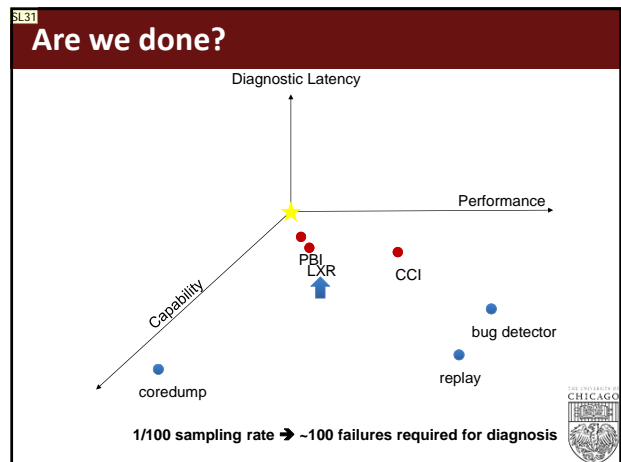 SL31
Are we done?
Diagnostic Latency
Performance
PBI
LXR
CCI
Capability
bug detector
replay
coredump
THE UNIVERSITY OF
CHICAGO
1/100 sampling rate ➔ ~100 failures required for diagnosis